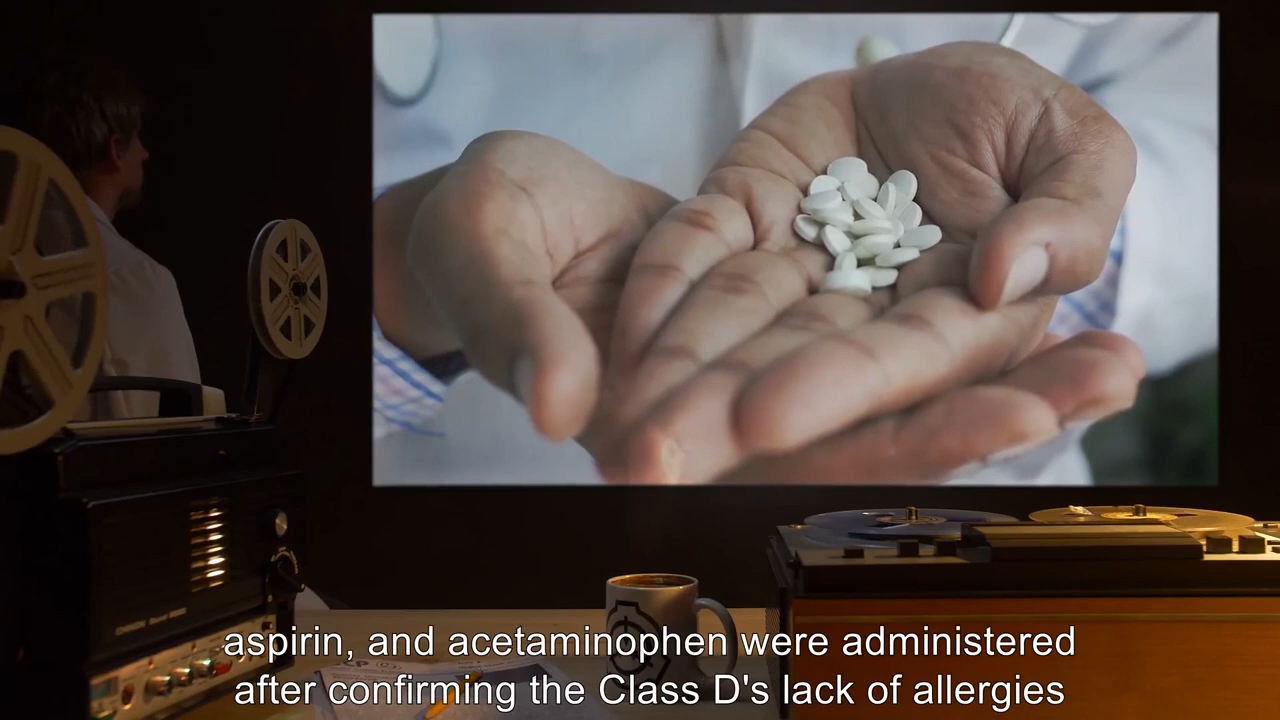 aspirin, and acetaminophen were administered
after confirming the Class D's lack of allergies